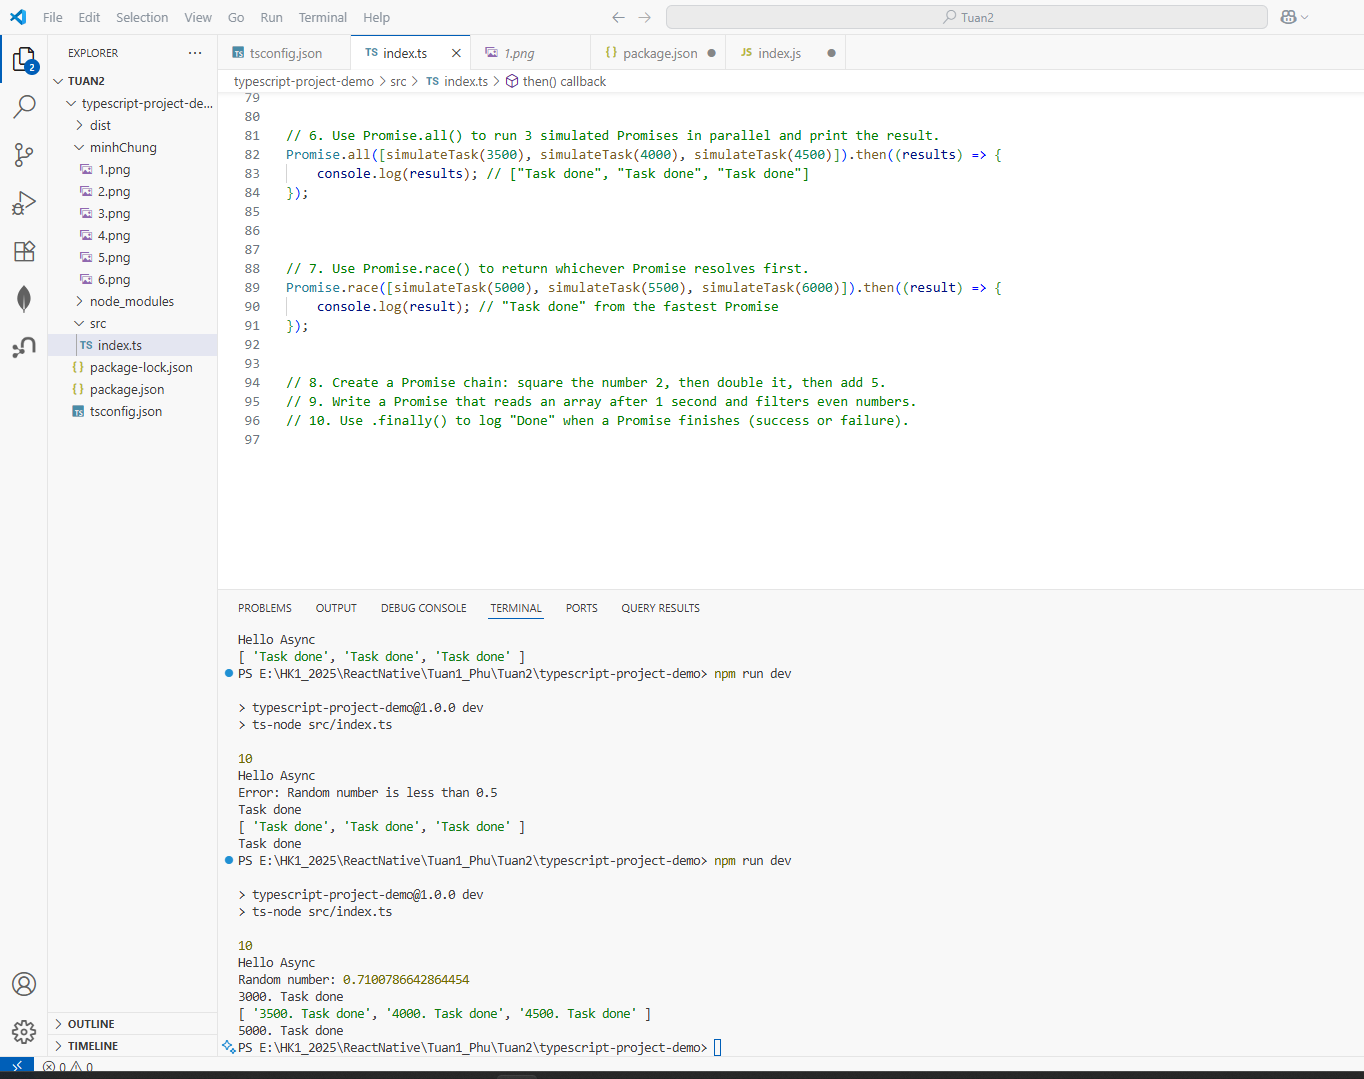 File Edit Selection View Go Run Terminal Help
Tuan2
EXPLORER
TUAN2
typescript-project-de...
dist
minhChung
1.png
2.png
3.png
4.png
5.png
6.png
node_modules
src
TS index.ts
{} package-lock.json
{} package.json
TS tsconfig.json
OUTLINE
TIMELINE
2
TS tsconfig.json
TS index.ts
1.png
{} package.json
JS index.js
typescript-project-demo > src > TS index.ts > then() callback
79
80
81 // 6. Use Promise.all() to run 3 simulated Promises in parallel and print the result.
82 Promise.all([simulateTask(3500), simulateTask(4000), simulateTask(4500)]).then((results) => {
83 console.log(results); // ["Task done", "Task done", "Task done"]
84 });
85
86
87
88 // 7. Use Promise.race() to return whichever Promise resolves first.
89 Promise.race([simulateTask(5000), simulateTask(5500), simulateTask(6000)]).then((result) => {
90 console.log(result); // "Task done" from the fastest Promise
91 });
92
93
94 // 8. Create a Promise chain: square the number 2, then double it, then add 5.
95 // 9. Write a Promise that reads an array after 1 second and filters even numbers.
96 // 10. Use .finally() to log "Done" when a Promise finishes (success or failure).
97
PROBLEMS OUTPUT DEBUG CONSOLE TERMINAL PORTS QUERY RESULTS
Hello Async
[ 'Task done', 'Task done', 'Task done' ]
PS E:\HK1_2025\ReactNative\Tuan1_Phu\Tuan2\typescript-project-demo> npm run dev
> typescript-project-demo@1.0.0 dev
> ts-node src/index.ts
10
Hello Async
Error: Random number is less than 0.5
Task done
[ 'Task done', 'Task done', 'Task done' ]
Task done
PS E:\HK1_2025\ReactNative\Tuan1_Phu\Tuan2\typescript-project-demo> npm run dev
> typescript-project-demo@1.0.0 dev
> ts-node src/index.ts
10
Hello Async
Random number: 0.7100786642864454
3000. Task done
[ '3500. Task done', '4000. Task done', '4500. Task done' ]
5000. Task done
PS E:\HK1_2025\ReactNative\Tuan1_Phu\Tuan2\typescript-project-demo>
0 0